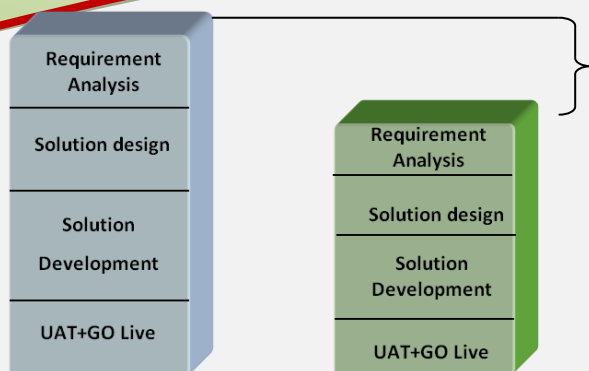 Requirement
Analysis
Solution design
Solution
Development
UAT+GO Live
Requirement
Analysis
Solution design
Solution
Development
UAT+GO Live